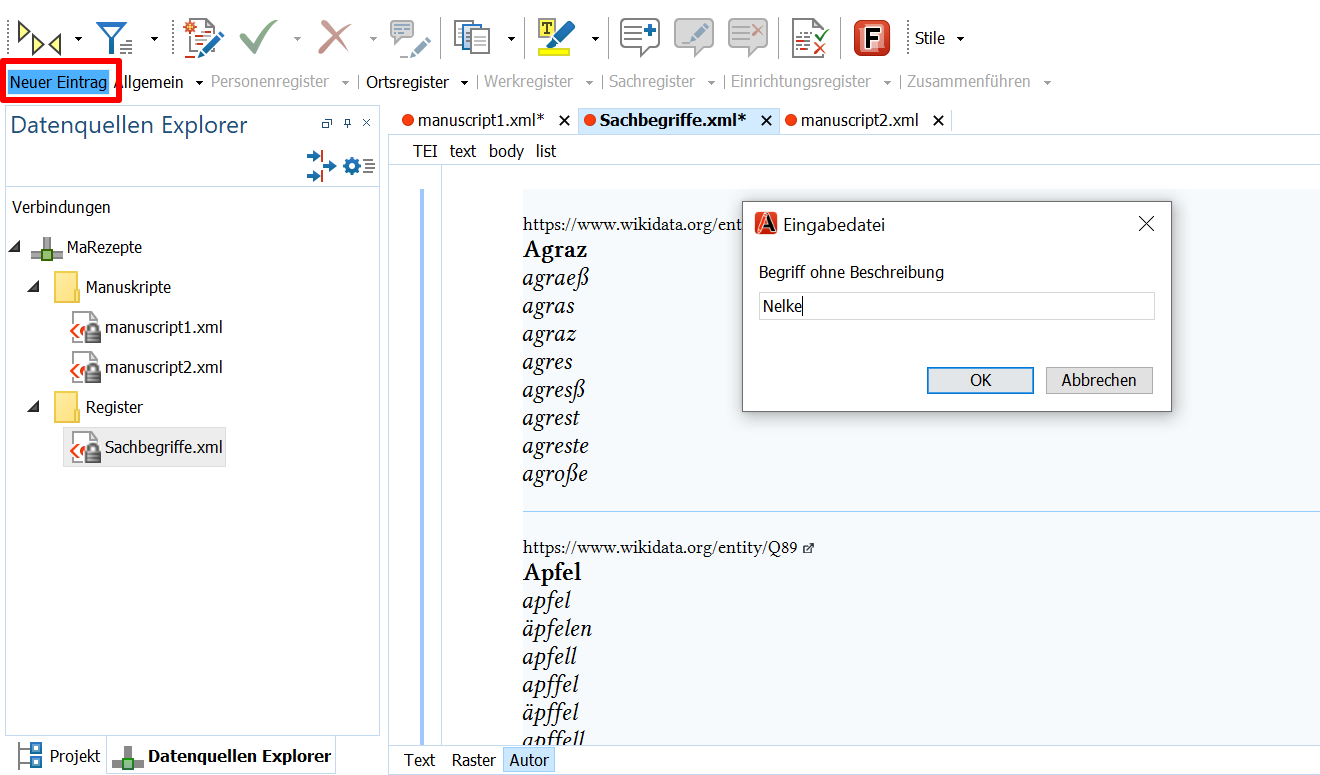 Stile
Neuer Eintrag Allgemein Personenregister Ortsregister Werkregister Sachregister Einrichtungsregister Zusammenführen
Datenquellen Explorer
Verbindungen
MaRezepte
Manuskripte
manuscript1.xml
manuscript2.xml
Register
Sachbegriffe.xml
Projekt Datenquellen Explorer
manuscript1.xml* Sachbegriffe.xml* manuscript2.xml
TEI text body list
https://www.wikidata.org/ent
Agraz
agraeß
agras
agraz
agres
agresß
agrest
agreste
agroße
https://www.wikidata.org/entity/Q89
Apfel
apfel
äpfelen
apfell
apffel
äpffel
apffell
Text Raster Autor
Eingabedatei
Begriff ohne Beschreibung
Nelke
OK Abbrechen